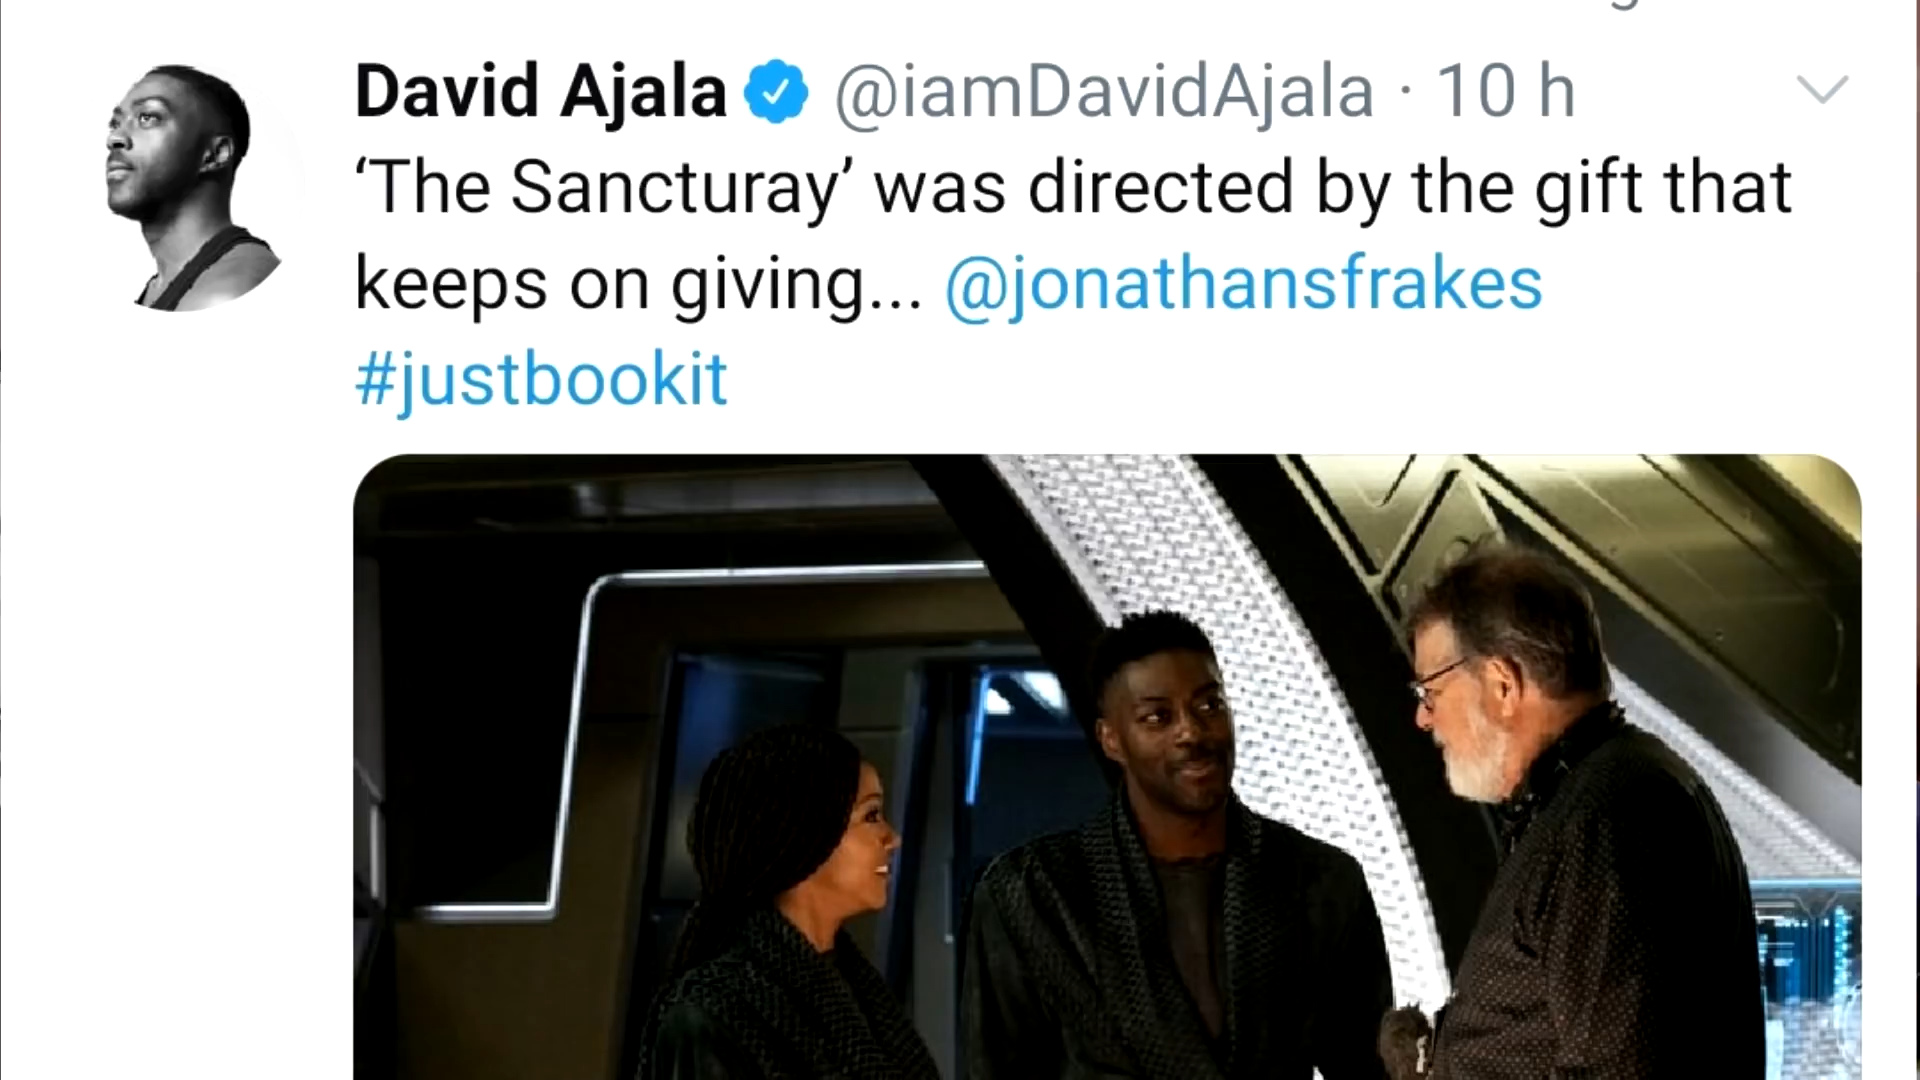 David Ajala @iamDavidAjala · 10 h
‘The Sancturay’ was directed by the gift that
keeps on giving... @jonathansfrakes
#justbookit